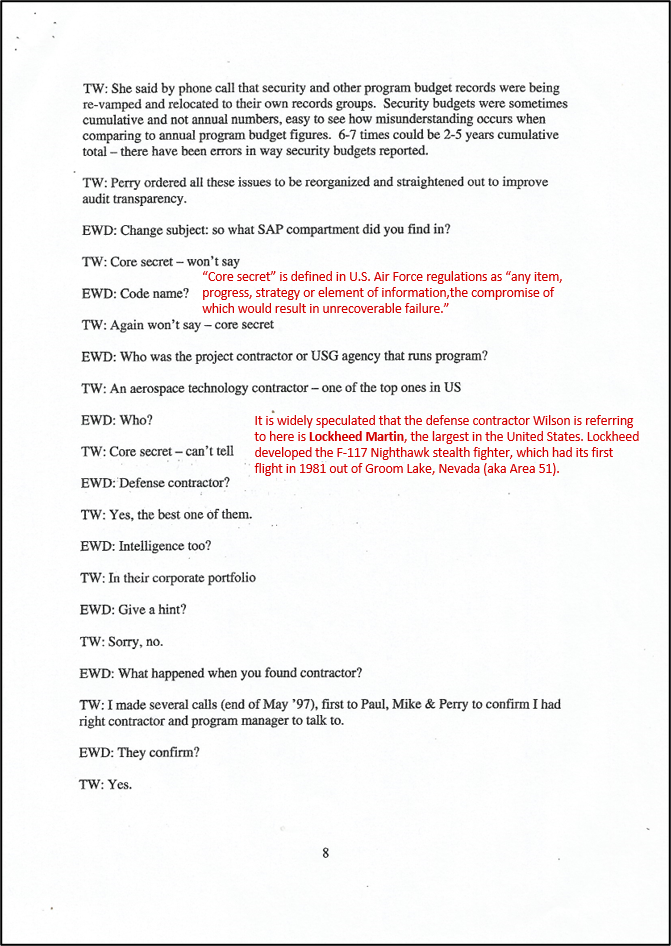 TW: She said by phone call that security and other program budget records were being
re-vamped and relocated to their own records groups. Security budgets were sometimes
cumulative and not annual numbers, easy to see how misunderstanding occurs when
comparing to annual program budget figures. 6-7 times could be 2-5 years cumulative
total – there have been errors in way security budgets reported.
TW: Perry ordered all these issues to be reorganized and straightened out to improve
audit transparency.
EWD: Change subject: so what SAP compartment did you find in?
TW: Core secret – won't say
"Core secret" is defined in U.S. Air Force regulations as "any item,
progress, strategy or element of information,the compromise of
which would result in unrecoverable failure."
EWD: Code name?
TW: Again won't say – core secret
EWD: Who was the project contractor or USG agency that runs program?
TW: An aerospace technology contractor – one of the top ones in US
EWD: Who?
It is widely speculated that the defense contractor Wilson is referring
to here is Lockheed Martin, the largest in the United States. Lockheed
developed the F-117 Nighthawk stealth fighter, which had its first
flight in 1981 out of Groom Lake, Nevada (aka Area 51).
TW: Core secret – can't tell
EWD: Defense contractor?
TW: Yes, the best one of them.
EWD: Intelligence too?
TW: In their corporate portfolio
EWD: Give a hint?
TW: Sorry, no.
EWD: What happened when you found contractor?
TW: I made several calls (end of May '97), first to Paul, Mike & Perry to confirm I had
right contractor and program manager to talk to.
EWD: They confirm?
TW: Yes.
8